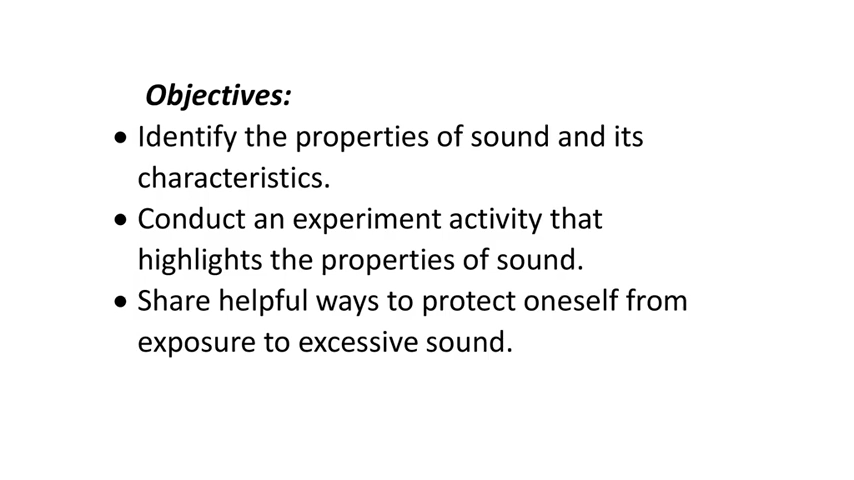 Objectives:
• Identify the properties of sound and its
characteristics.
• Conduct an experiment activity that
highlights the properties of sound.
• Share helpful ways to protect oneself from
exposure to excessive sound.